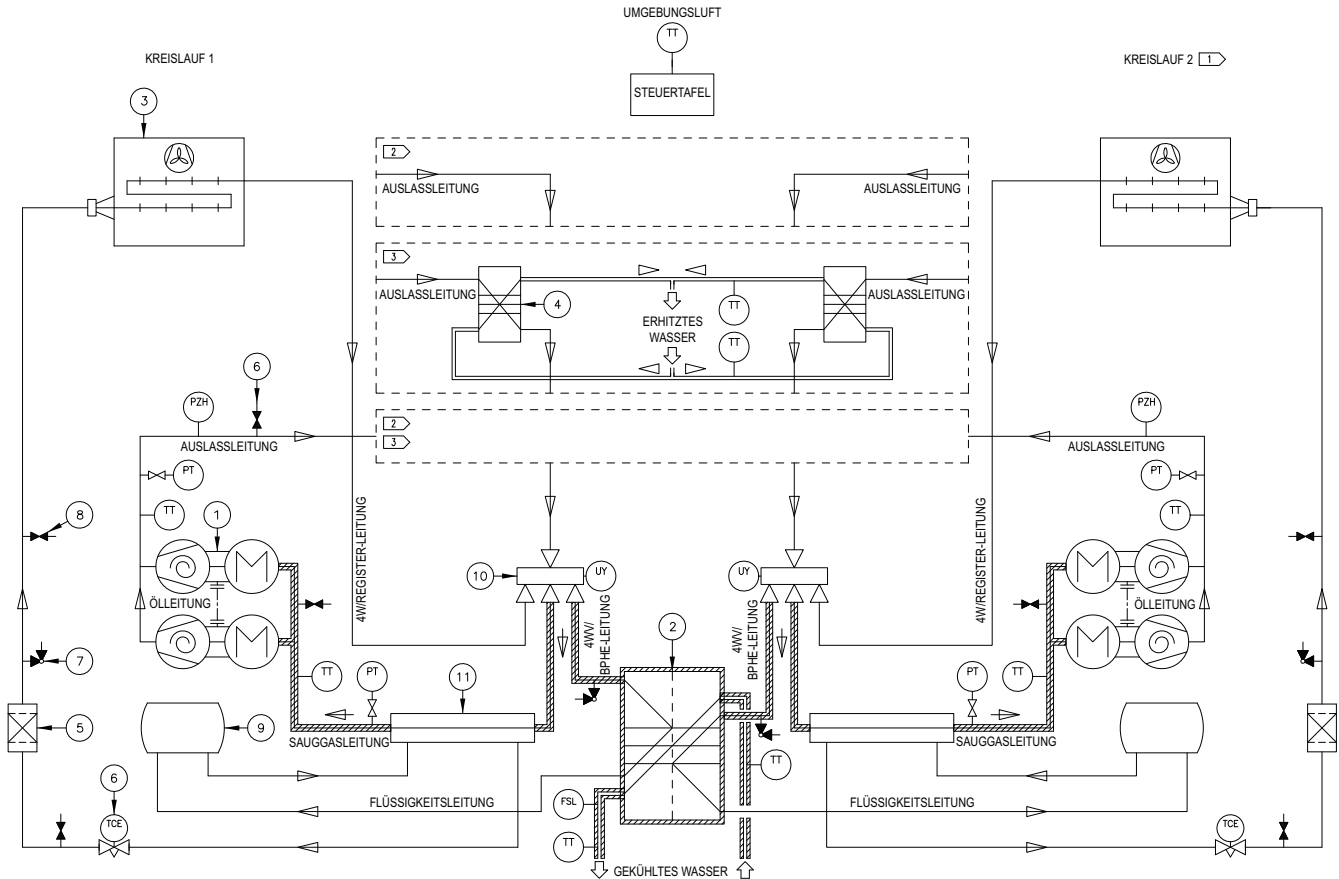 UMGEBUNGSLUFT
TT
KREISLAUF 1
KREISLAUF 2 1
STEUERTAFEL
3
2
AUSLASSLEITUNG
AUSLASSLEITUNG
3
AUSLASSLEITUNG
4
TT
AUSLASSLEITUNG
ERHITZTES
WASSER
TT
6
PZH
PZH
2
3
AUSLASSLEITUNG
AUSLASSLEITUNG
PT
PT
TT
TT
8
1
4W/REGISTER-LEITUNG
4W/REGISTER-LEITUNG
10
UY
UY
ÖLLEITUNG
ÖLLEITUNG
4WV/
BPHE-LEITUNG
4WV/
BPHE-LEITUNG
2
7
TT
PT
11
PT
TT
5
9
SAUGGASLEITUNG
SAUGGASLEITUNG
TT
6
TCE
FLÜSSIGKEITSLEITUNG
FSL
FLÜSSIGKEITSLEITUNG
TCE
TT
GEKÜHLTES WASSER